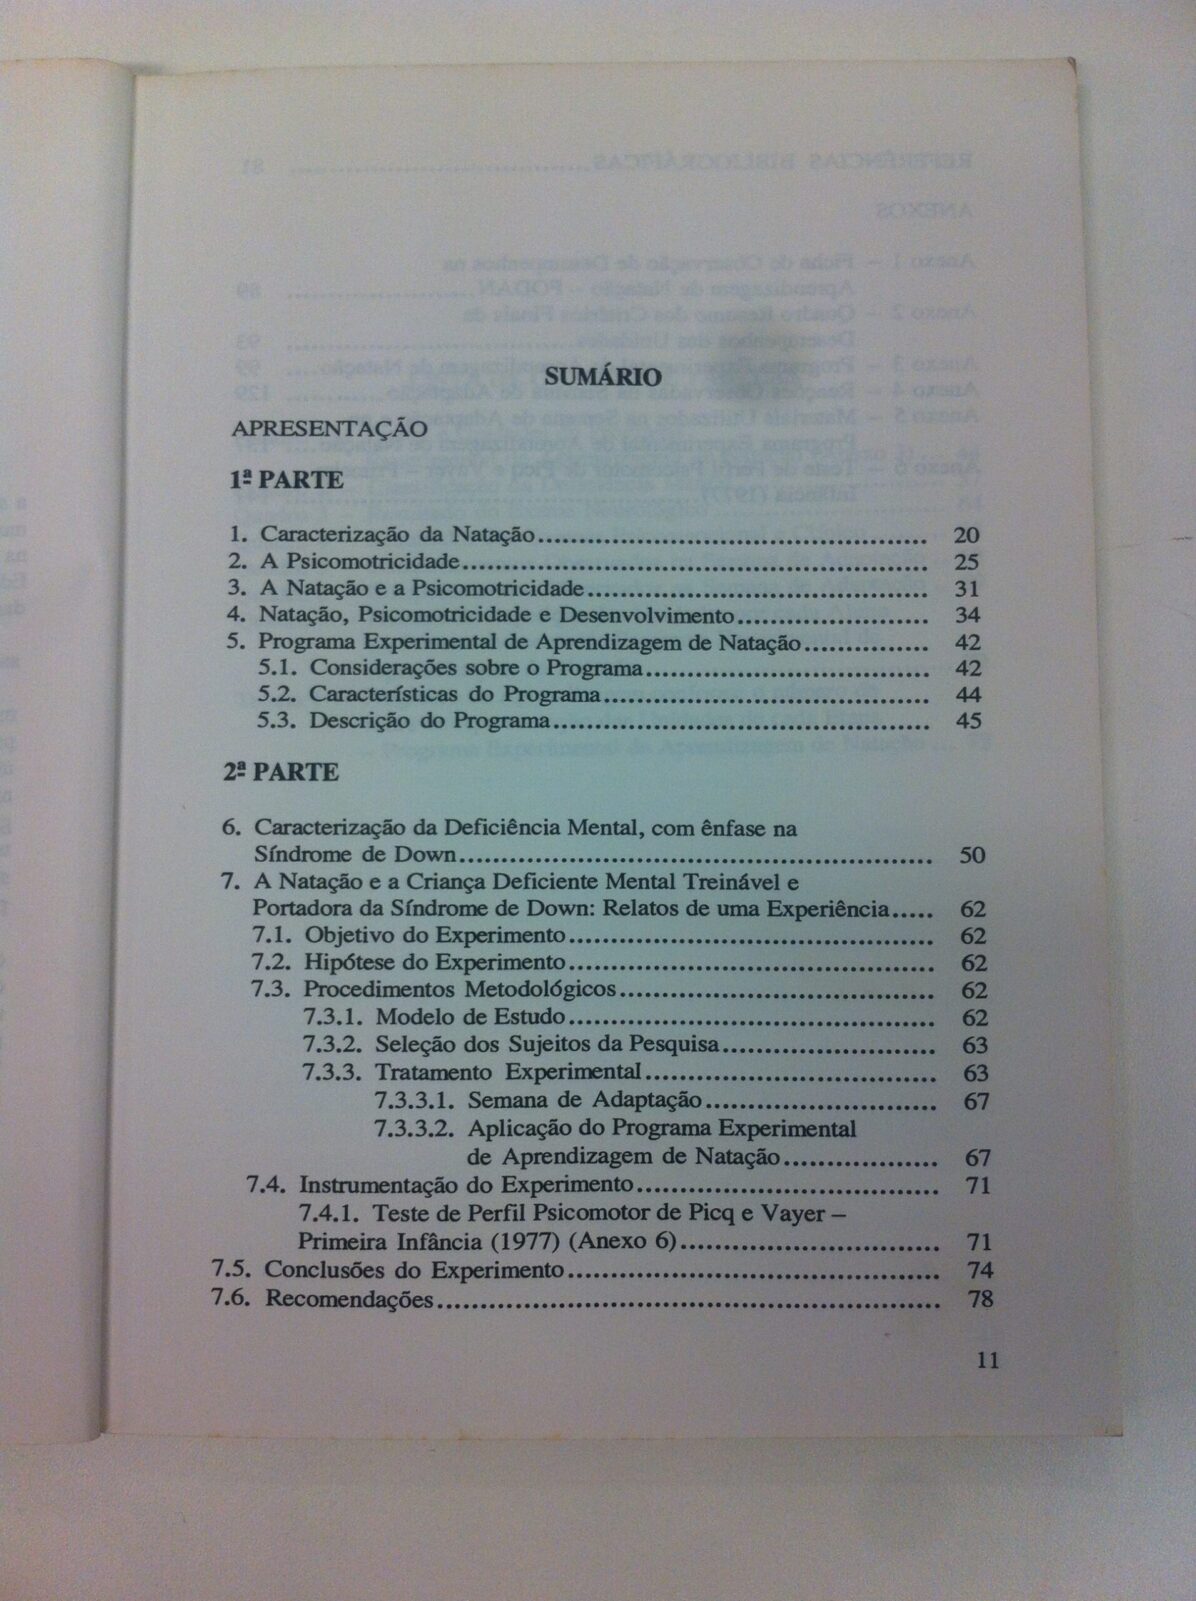 SUMÁRIO
APRESENTAÇÃO
1ª PARTE
1. Caracterização da Natação................................................ 20
2. A Psicomotricidade......................................................... 25
3. A Natação e a Psicomotricidade.......................................... 31
4. Natação, Psicomotricidade e Desenvolvimento........................ 34
5. Programa Experimental de Aprendizagem de Natação............... 42
5.1. Considerações sobre o Programa................................... 42
5.2. Características do Programa........................................ 44
5.3. Descrição do Programa.............................................. 45
2ª PARTE
6. Caracterização da Deficiência Mental, com ênfase na
Síndrome de Down.......................................................... 50
7. A Natação e a Criança Deficiente Mental Treinável e
Portadora da Síndrome de Down: Relatos de uma Experiência..... 62
7.1. Objetivo do Experimento............................................. 62
7.2. Hipótese do Experimento............................................. 62
7.3. Procedimentos Metodológicos....................................... 62
7.3.1. Modelo de Estudo............................................. 62
7.3.2. Seleção dos Sujeitos da Pesquisa.......................... 63
7.3.3. Tratamento Experimental.................................... 63
7.3.3.1. Semana de Adaptação............................ 67
7.3.3.2. Aplicação do Programa Experimental
de Aprendizagem de Natação................... 67
7.4. Instrumentação do Experimento..................................... 71
7.4.1. Teste de Perfil Psicomotor de Picq e Vayer –
Primeira Infância (1977) (Anexo 6)................................ 71
7.5. Conclusões do Experimento.............................................. 74
7.6. Recomendações.............................................................. 78
11